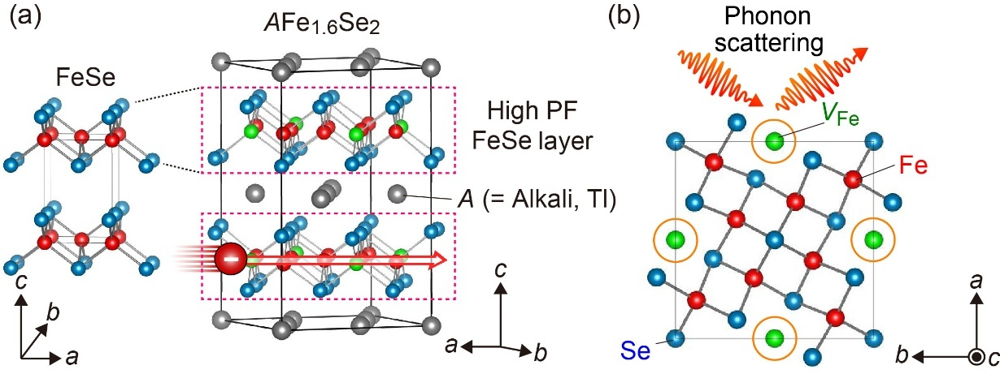 (a)
AFe1.6Se2
FeSe
High PF
FeSe layer
A (= Alkali, Tl)
−
c
b
a
c
a
b
(b)
Phonon
scattering
VFe
Fe
Se
a
b
c